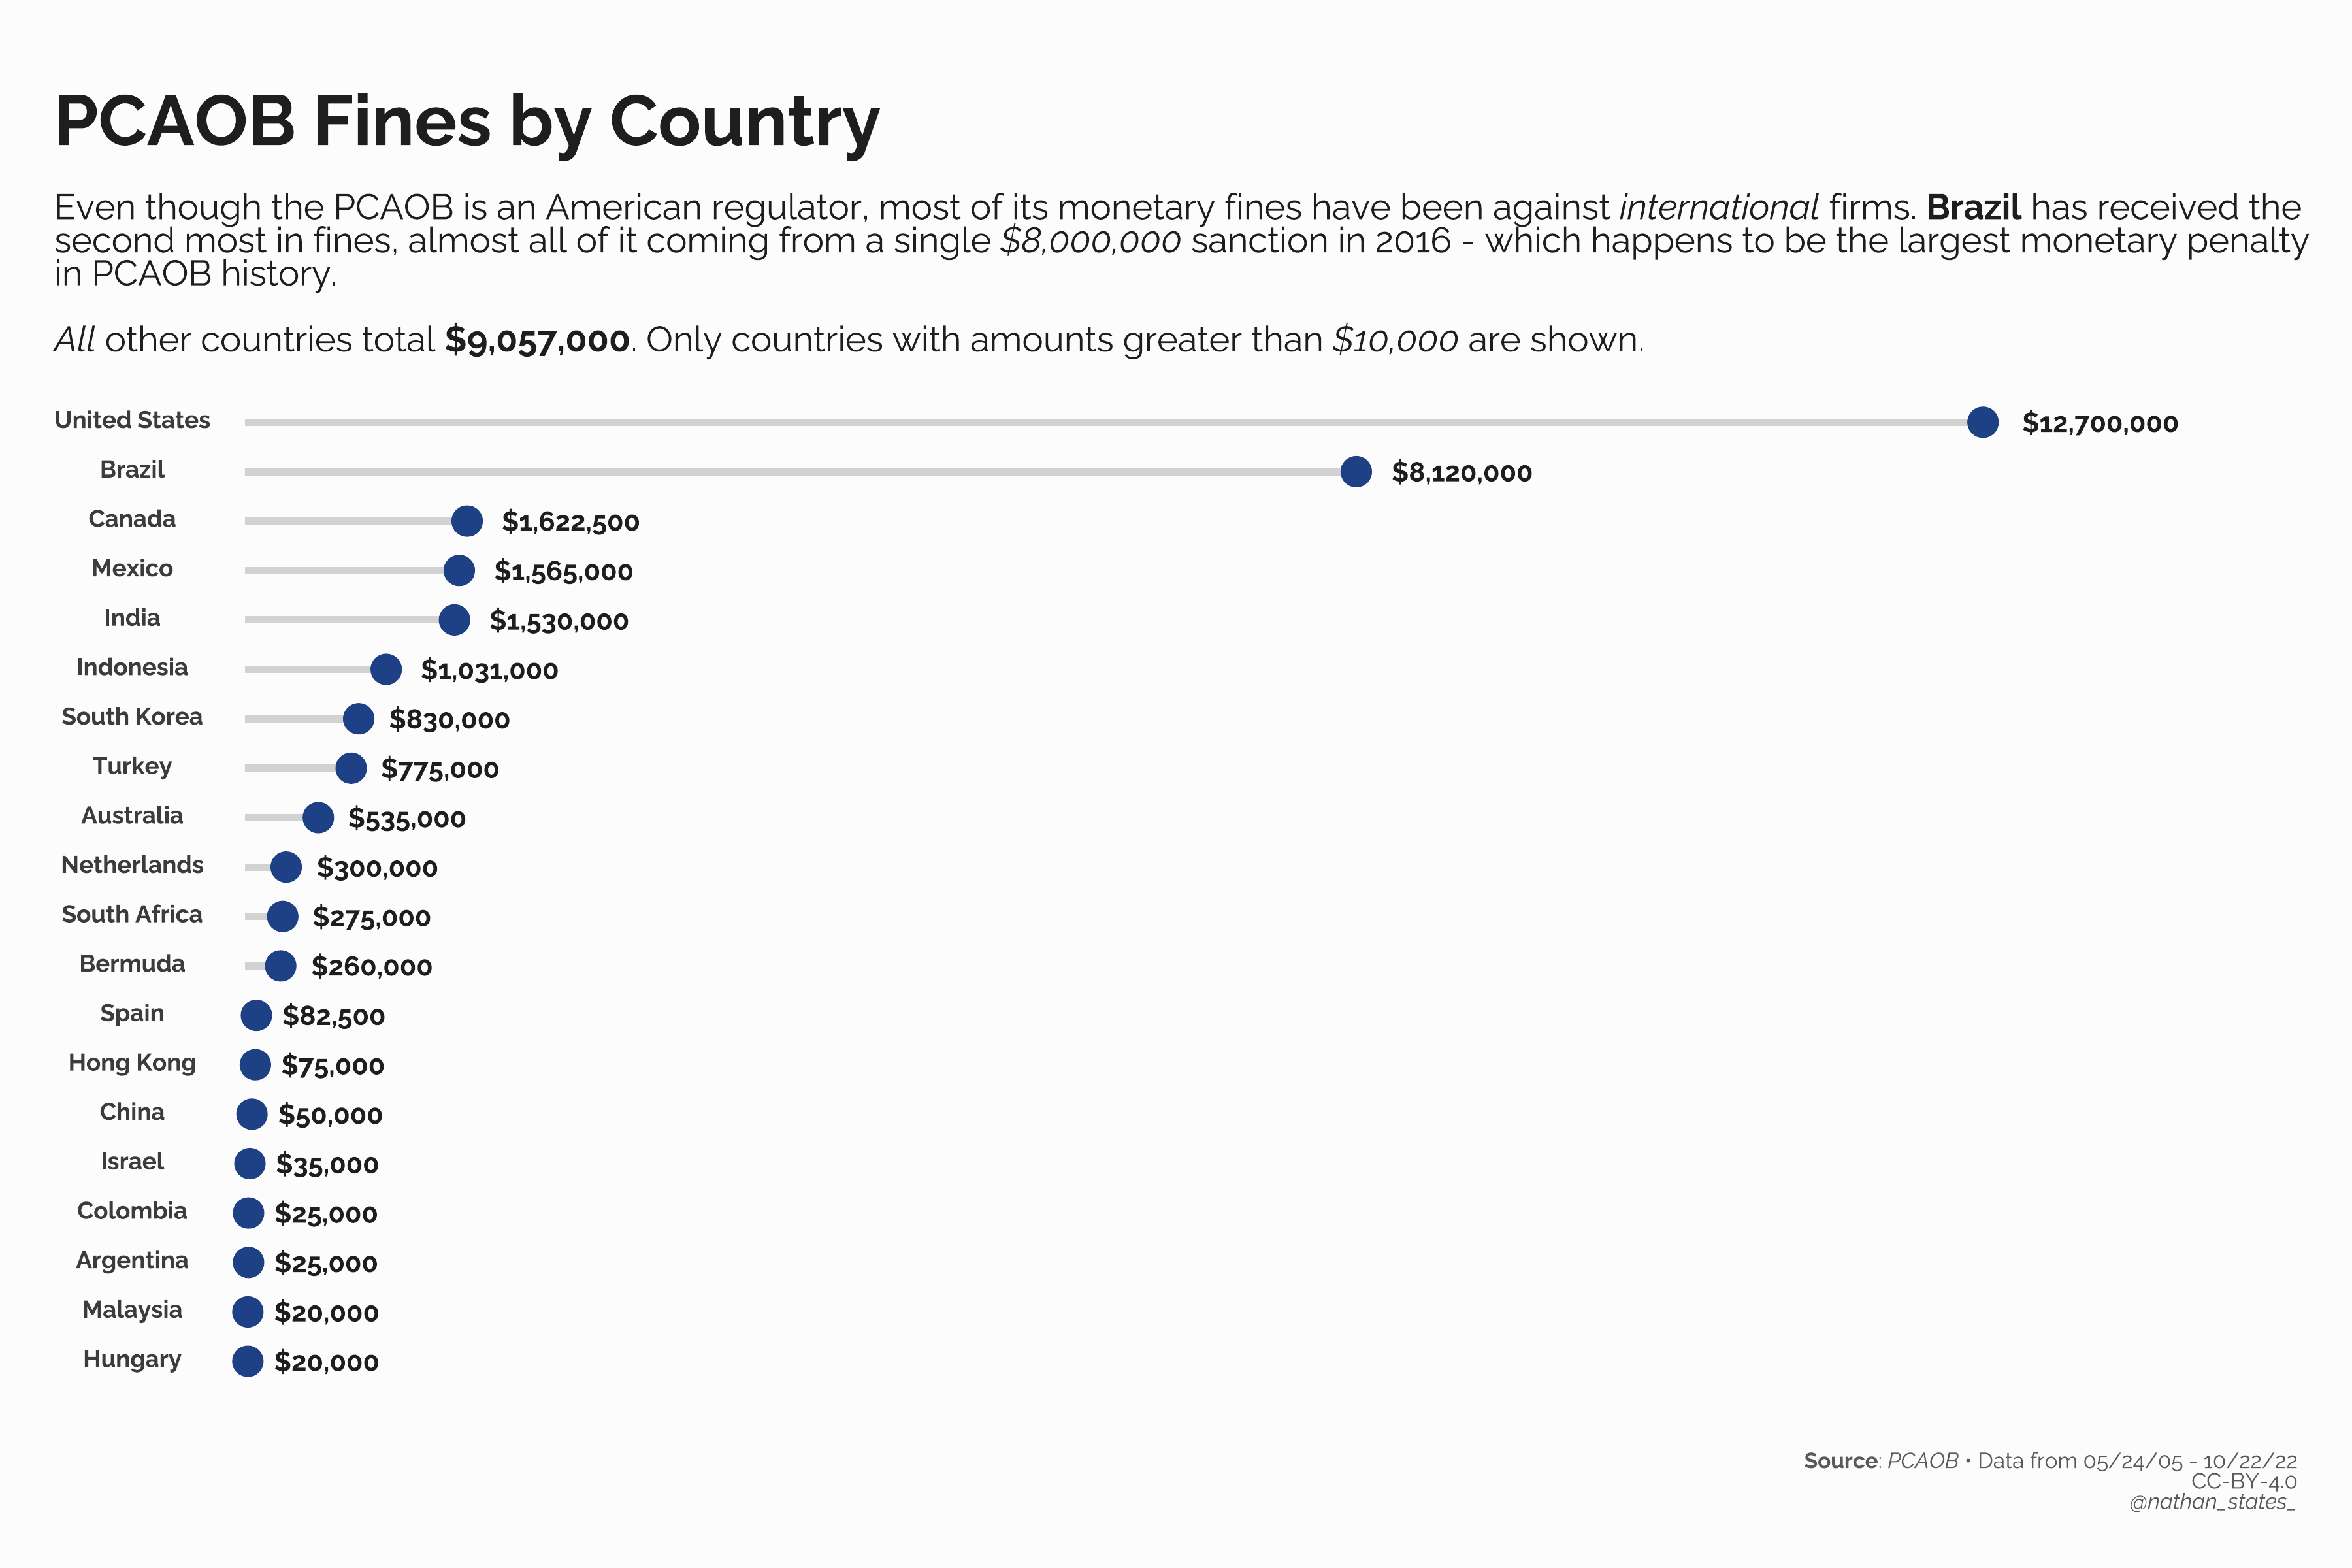 PCAOB Fines by Country
Even though the PCAOB is an American regulator, most of its monetary fines have been against international firms. Brazil has received the
second most in fines, almost all of it coming from a single $8,000,000 sanction in 2016 - which happens to be the largest monetary penalty
in PCAOB history.
All other countries total $9,057,000. Only countries with amounts greater than $10,000 are shown.
United States $12,700,000
Brazil $8,120,000
Canada $1,622,500
Mexico $1,565,000
India $1,530,000
Indonesia $1,031,000
South Korea $830,000
Turkey $775,000
Australia $535,000
Netherlands $300,000
South Africa $275,000
Bermuda $260,000
Spain $82,500
Hong Kong $75,000
China $50,000
Israel $35,000
Colombia $25,000
Argentina $25,000
Malaysia $20,000
Hungary $20,000
Source: PCAOB • Data from 05/24/05 - 10/22/22
CC-BY-4.0
@nathan_states_